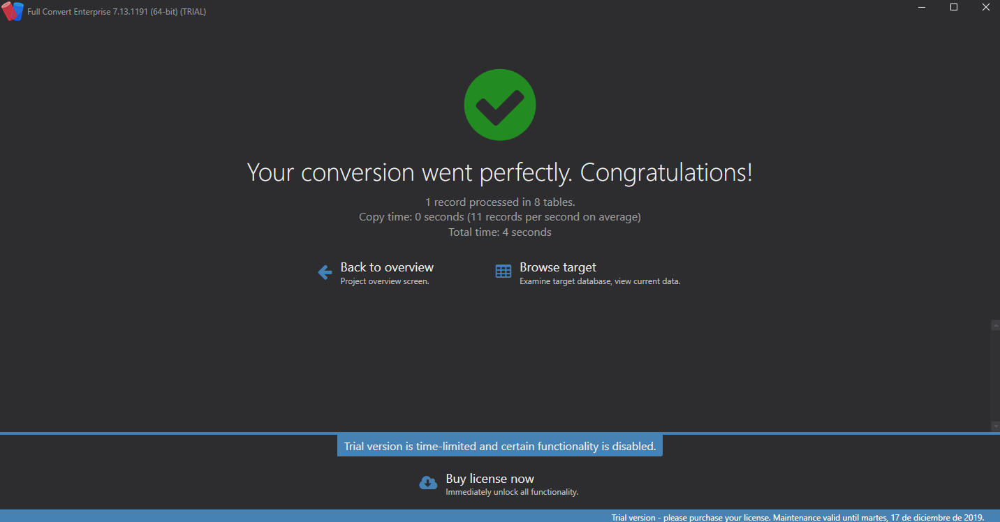 Full Convert Enterprise 7.13.1191 (64-bit) (TRIAL)
Your conversion went perfectly. Congratulations!
1 record processed in 8 tables.
Copy time: 0 seconds (11 records per second on average)
Total time: 4 seconds
Back to overview
Project overview screen.
Browse target
Examine target database, view current data.
Trial version is time-limited and certain functionality is disabled.
Buy license now
Immediately unlock all functionality.
Trial version - please purchase your license. Maintenance valid until martes, 17 de diciembre de 2019.